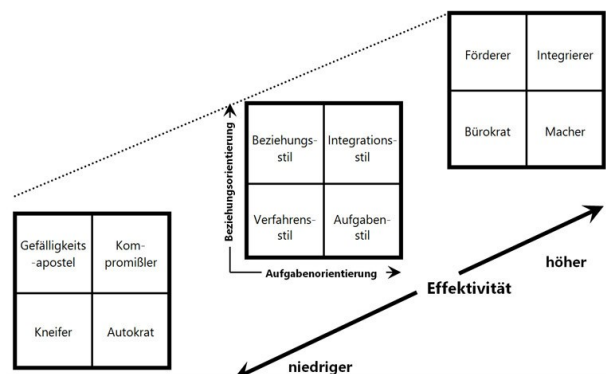 Förderer
Integrierer
Bürokrat
Macher
Beziehungsorientierung
Beziehungs-
stil
Integrations-
stil
Verfahrens-
stil
Aufgaben-
stil
Aufgabenorientierung
Gefälligkeits
-apostel
Kom-
promißler
Kneifer
Autokrat
höher
Effektivität
niedriger